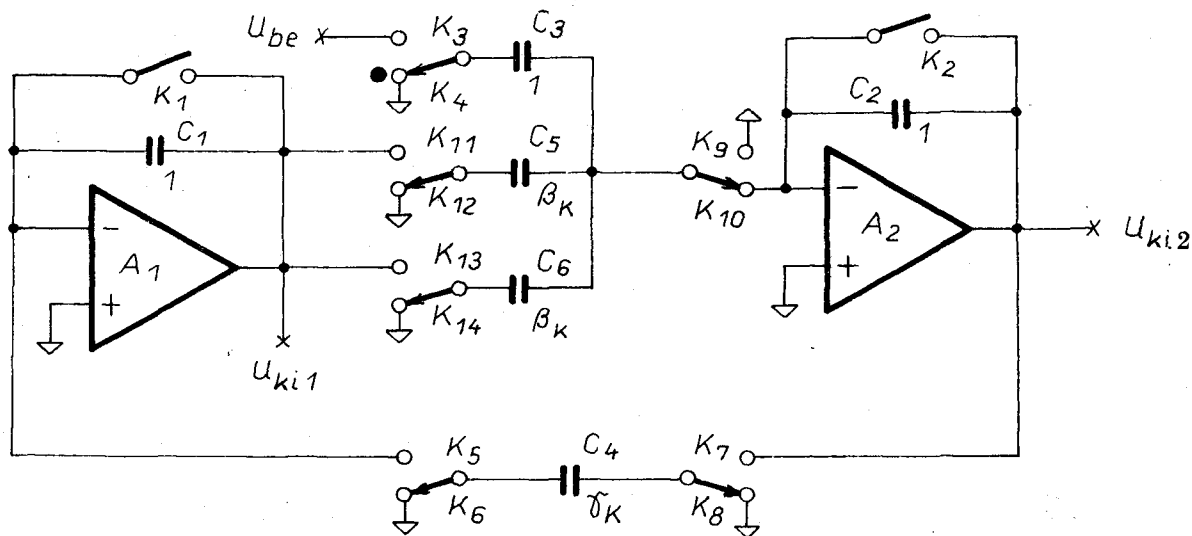 U_be
K_3
C_3
1
K_4
K_1
C_1
1
K_11
C_5
K_12
β_K
K_13
C_6
K_14
β_K
− A_1 +
U_ki1
K_9
K_10
K_2
C_2
1
− A_2 +
U_ki2
K_5
C_4
K_7
K_6
γ_K
K_8